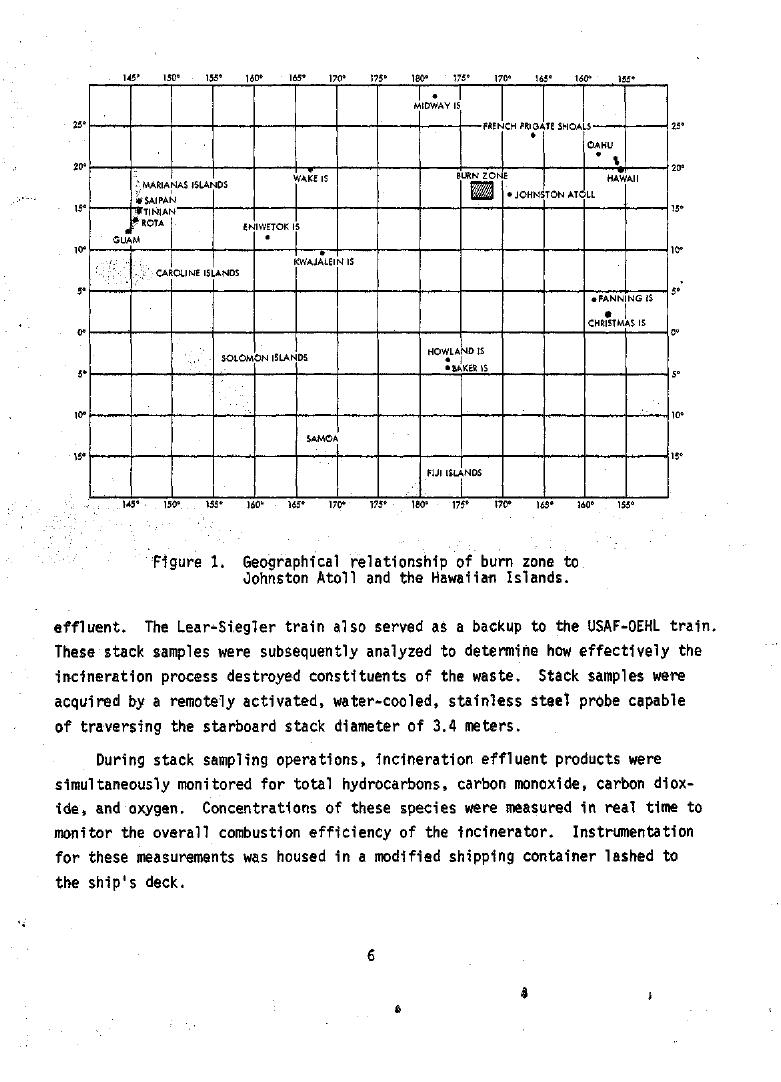 145° 150° 155° 160° 165° 170° 175° 180° 175° 170° 165° 160° 155°
MIDWAY IS
25° FRENCH FRIGATE SHOALS 25°
OAHU
20° 20°
WAKE IS BURN ZONE HAWAII
MARIANAS ISLANDS
JOHNSTON ATOLL
SAIPAN
15° TINIAN 15°
ROTA ENIWETOK IS
GUAM
10° 10°
KWAJALEIN IS
CAROLINE ISLANDS
5° 5°
FANNING IS
CHRISTMAS IS
0° 0°
HOWLAND IS
SOLOMON ISLANDS
BAKER IS
5° 5°
10° 10°
SAMOA
15° 15°
FIJI ISLANDS
145° 150° 155° 160° 165° 170° 175° 180° 175° 170° 165° 160° 155°
Figure 1. Geographical relationship of burn zone to
Johnston Atoll and the Hawaiian Islands.
effluent. The Lear-Siegler train also served as a backup to the USAF-OEHL train.
These stack samples were subsequently analyzed to determine how effectively the
incineration process destroyed constituents of the waste. Stack samples were
acquired by a remotely activated, water-cooled, stainless steel probe capable
of traversing the starboard stack diameter of 3.4 meters.
During stack sampling operations, incineration effluent products were
simultaneously monitored for total hydrocarbons, carbon monoxide, carbon diox-
ide, and oxygen. Concentrations of these species were measured in real time to
monitor the overall combustion efficiency of the incinerator. Instrumentation
for these measurements was housed in a modified shipping container lashed to
the ship's deck.
6